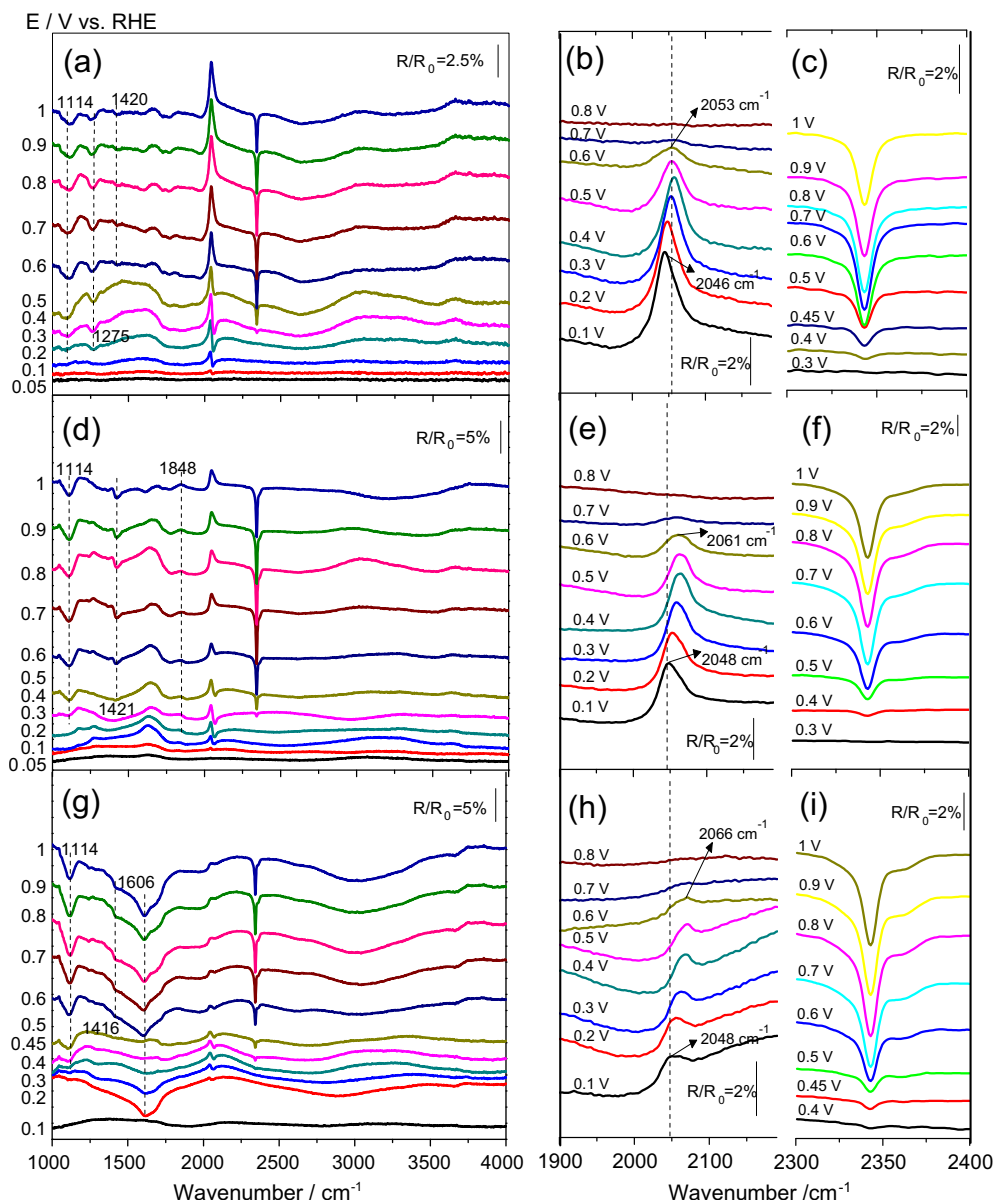 E / V vs. RHE
(a)
R/R0=2.5%
1114
1420
1
0.9
0.8
0.7
0.6
0.5
0.4
0.3
1275
0.2
0.1
0.05
(b)
0.8 V
2053 cm-1
0.7 V
0.6 V
0.5 V
0.4 V
0.3 V
2046 cm-1
0.2 V
0.1 V
R/R0=2%
(c)
R/R0=2%
1 V
0.9 V
0.8 V
0.7 V
0.6 V
0.5 V
0.45 V
0.4 V
0.3 V
(d)
R/R0=5%
1114
1848
1
0.9
0.8
0.7
0.6
0.5
0.4
0.3
1421
0.2
0.1
0.05
(e)
0.8 V
0.7 V
2061 cm-1
0.6 V
0.5 V
0.4 V
0.3 V
2048 cm-1
0.2 V
0.1 V
R/R0=2%
(f)
R/R0=2%
1 V
0.9 V
0.8 V
0.7 V
0.6 V
0.5 V
0.4 V
0.3 V
(g)
R/R0=5%
1114
1
1606
0.9
0.8
0.7
0.6
0.5
1416
0.45
0.4
0.3
0.1
1000 1500 2000 2500 3000 3500 4000
Wavenumber / cm-1
(h)
2066 cm-1
0.8 V
0.7 V
0.6 V
0.5 V
0.4 V
0.3 V
0.2 V
2048 cm-1
0.1 V
R/R0=2%
1900 2000 2100
(i)
R/R0=2%
1 V
0.9 V
0.8 V
0.7 V
0.6 V
0.5 V
0.45 V
0.4 V
2300 2350 2400
Wavenumber /cm-1